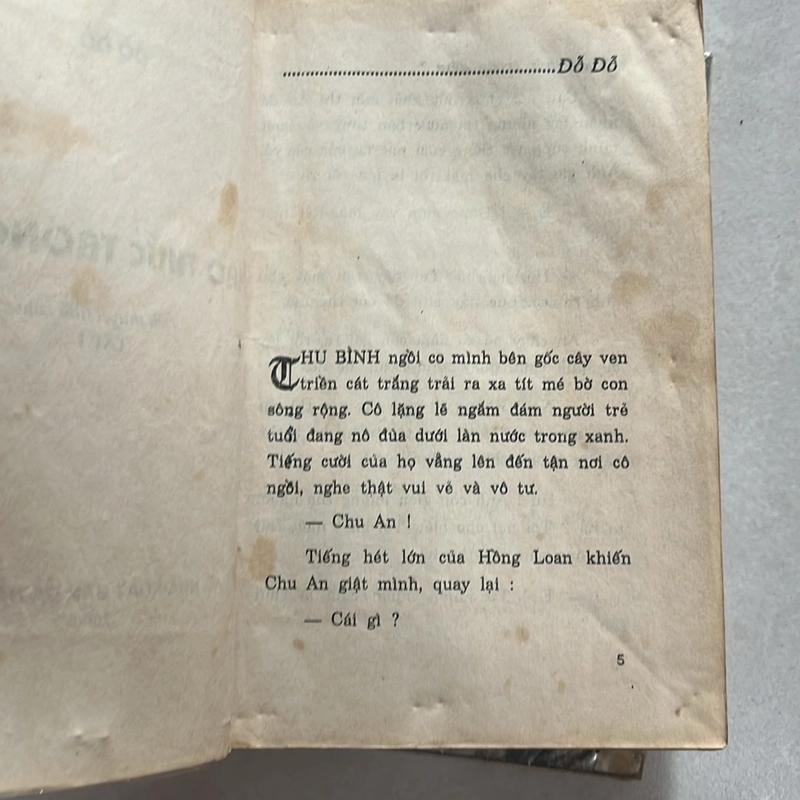 ............................................................Đỗ Đỗ
THU BÌNH ngồi co mình bên gốc cây ven
triền cát trắng trải ra xa tít mé bờ con
sông rộng. Cô lặng lẽ ngắm đám người trẻ
tuổi đang nô đùa dưới làn nước trong xanh.
Tiếng cười của họ vẳng lên đến tận nơi cô
ngồi, nghe thật vui vẻ và vô tư.
— Chu An !
Tiếng hét lớn của Hồng Loan khiến
Chu An giật mình, quay lại :
— Cái gì ?
5